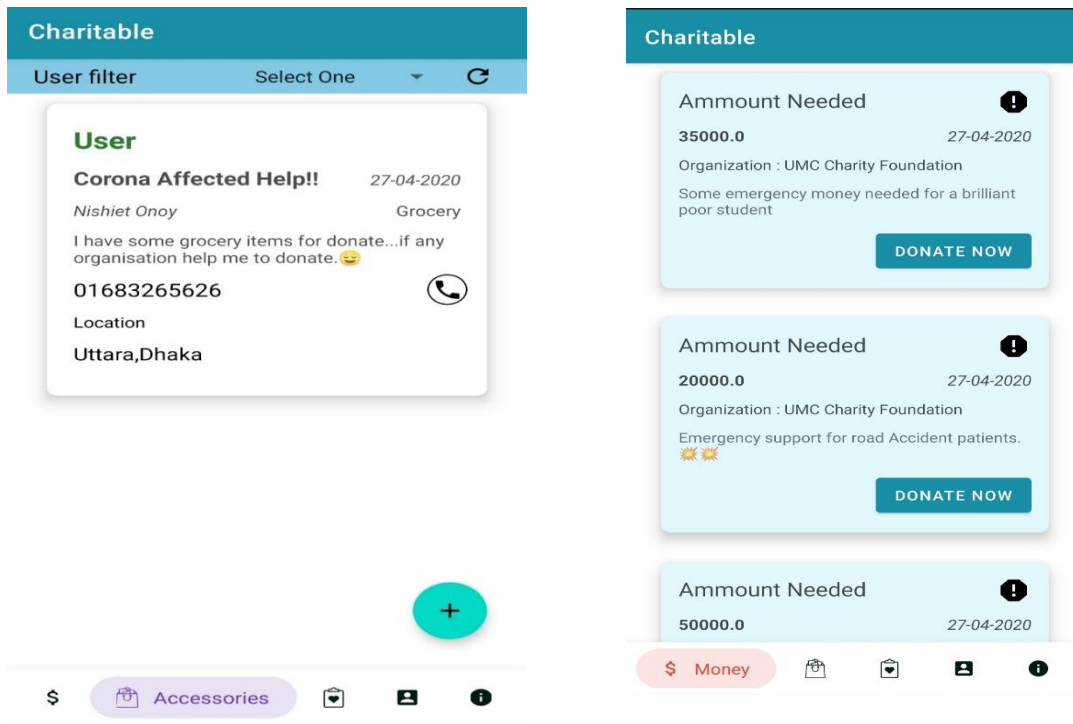 Charitable
User filter Select One
User
Corona Affected Help!! 27-04-2020
Nishiet Onoy Grocery
I have some grocery items for donate...if any
organisation help me to donate.😅
01683265626
Location
Uttara,Dhaka
+
$ Accessories
Charitable
Ammount Needed
35000.0 27-04-2020
Organization : UMC Charity Foundation
Some emergency money needed for a brilliant
poor student
DONATE NOW
Ammount Needed
20000.0 27-04-2020
Organization : UMC Charity Foundation
Emergency support for road Accident patients.
💥💥
DONATE NOW
Ammount Needed
50000.0 27-04-2020
$ Money